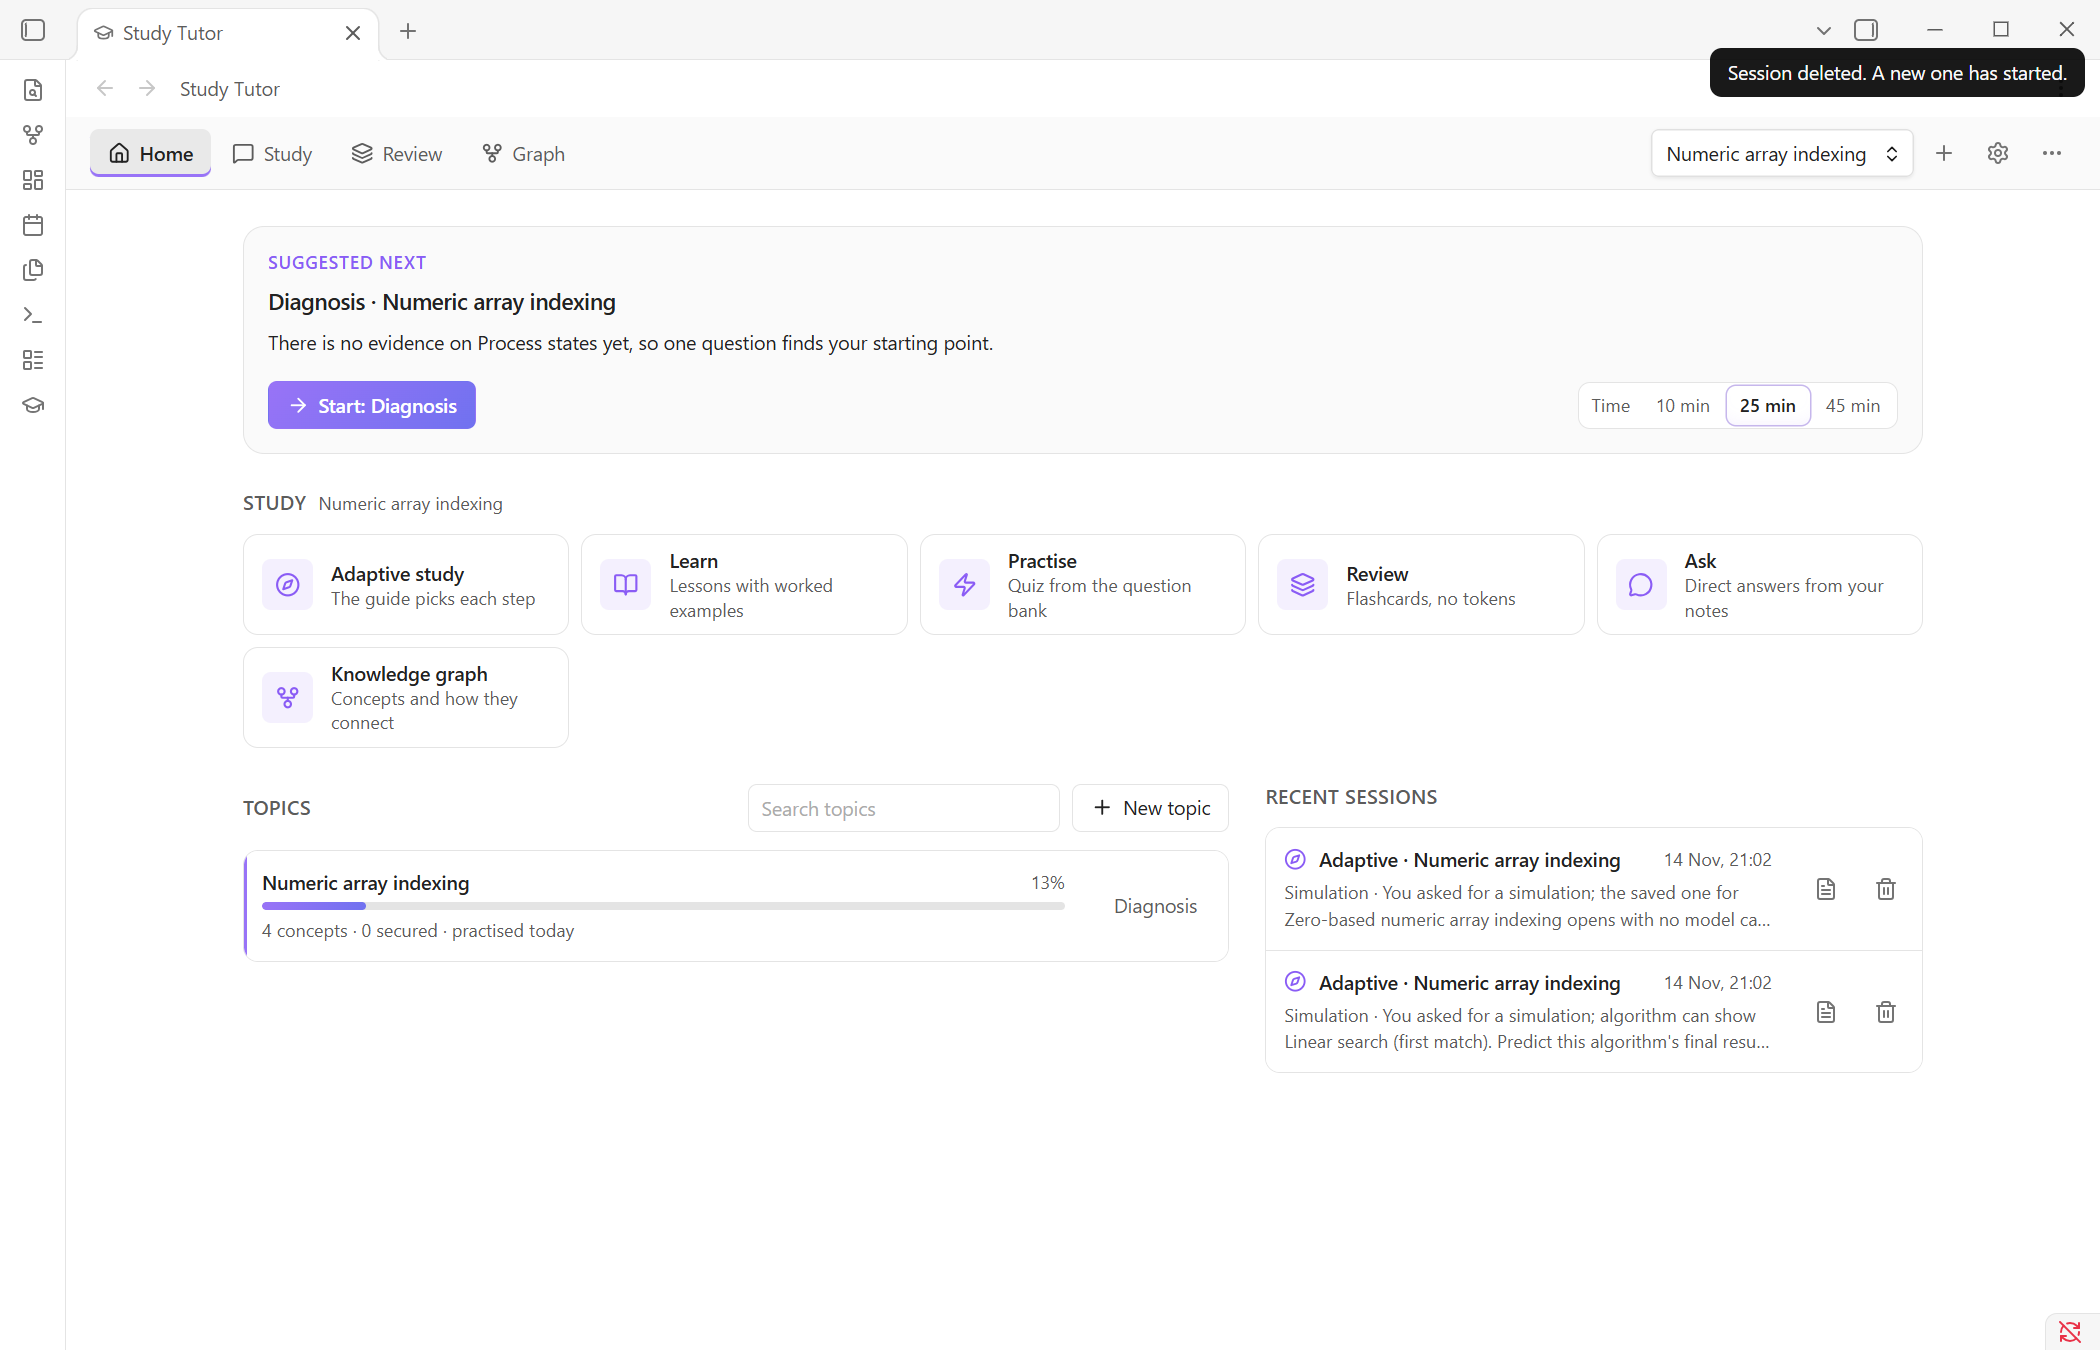 Study Tutor
Session deleted. A new one has started.
Study Tutor
Home
Study
Review
Graph
Numeric array indexing
SUGGESTED NEXT
Diagnosis · Numeric array indexing
There is no evidence on Process states yet, so one question finds your starting point.
Start: Diagnosis
Time
10 min
25 min
45 min
STUDY Numeric array indexing
Adaptive study
The guide picks each step
Learn
Lessons with worked
examples
Practise
Quiz from the question
bank
Review
Flashcards, no tokens
Ask
Direct answers from your
notes
Knowledge graph
Concepts and how they
connect
TOPICS
Search topics
New topic
Numeric array indexing
13%
4 concepts · 0 secured · practised today
Diagnosis
RECENT SESSIONS
Adaptive · Numeric array indexing 14 Nov, 21:02
Simulation · You asked for a simulation; the saved one for
Zero-based numeric array indexing opens with no model ca...
Adaptive · Numeric array indexing 14 Nov, 21:02
Simulation · You asked for a simulation; algorithm can show
Linear search (first match). Predict this algorithm's final resu...